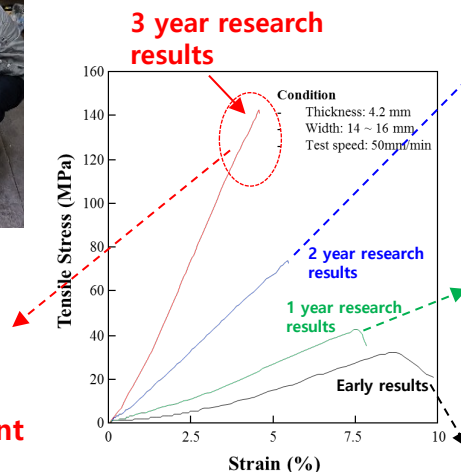 3 year research
results
160
140
120
100
80
60
40
20
0
Tensile Stress (MPa)
Condition
Thickness: 4.2 mm
Width: 14 ~ 16 mm
Test speed: 50mm/min
2 year research
results
1 year research
results
Early results
0
2.5
5
7.5
10
Strain (%)
nt